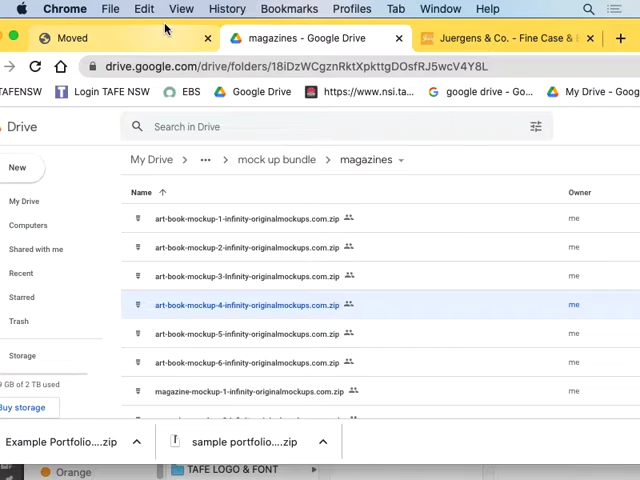 Chrome File Edit View History Bookmarks Profiles Tab Window Help
Moved magazines - Google Drive Juergens & Co. - Fine Case &
drive.google.com/drive/folders/18iDzWCgznRktXpkttgDOsfRJ5wcV4Y8L
TAFENSW Login TAFE NSW EBS Google Drive https://www.nsi.ta... google drive - Go... My Drive - Goog
Drive Search in Drive
New My Drive ... mock up bundle magazines
Name Owner
My Drive
art-book-mockup-1-infinity-originalmockups.com.zip me
Computers
art-book-mockup-2-infinity-originalmockups.com.zip me
Shared with me
Recent art-book-mockup-3-Infinity-originalmockups.com.zip me
Starred art-book-mockup-4-infinity-originalmockups.com.zip me
Trash
art-book-mockup-5-infinity-originalmockups.com.zip me
Storage
art-book-mockup-6-infinity-originalmockups.com.zip me
9 GB of 2 TB used
magazine-mockup-1-infinity-originalmockups.com.zip me
Buy storage
Example Portfolio....zip sample portfolio....zip
Orange TAFE LOGO & FONT